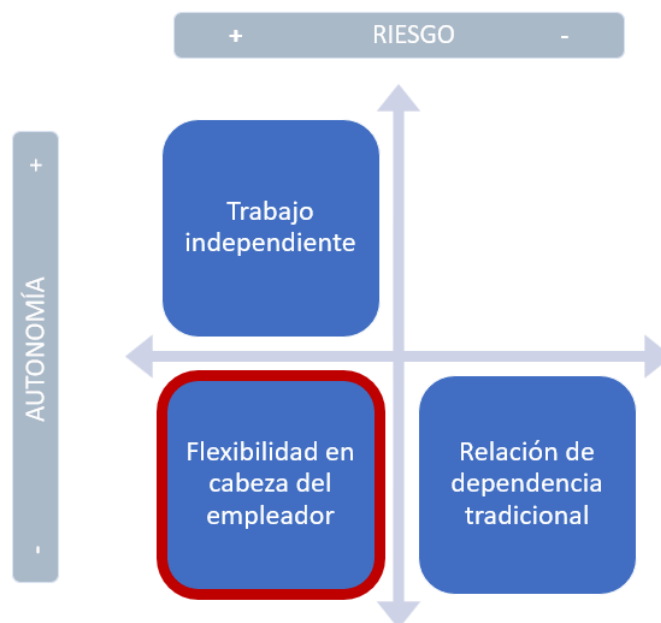 + RIESGO -
+
AUTONOMÍA
-
Trabajo
independiente
Flexibilidad en
cabeza del
empleador
Relación de
dependencia
tradicional